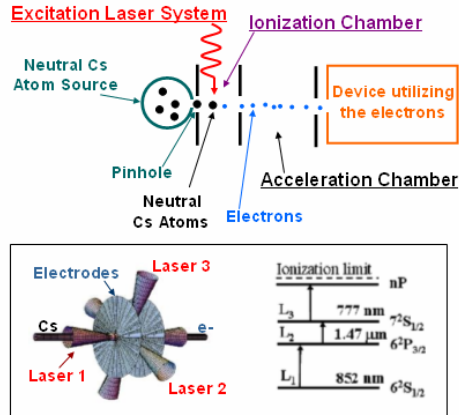 Excitation Laser System
Ionization Chamber
Neutral Cs
Atom Source
Device utilizing
the electrons
Pinhole
Neutral
Cs Atoms
Electrons
Acceleration Chamber
Electrodes
Laser 3
Cs
e-
Laser 1
Laser 2
Ionization limit
nP
L₃ 777 nm
7²S₁/₂
L₂ 1.47 μm
6²P₃/₂
L₁ 852 nm
6²S₁/₂